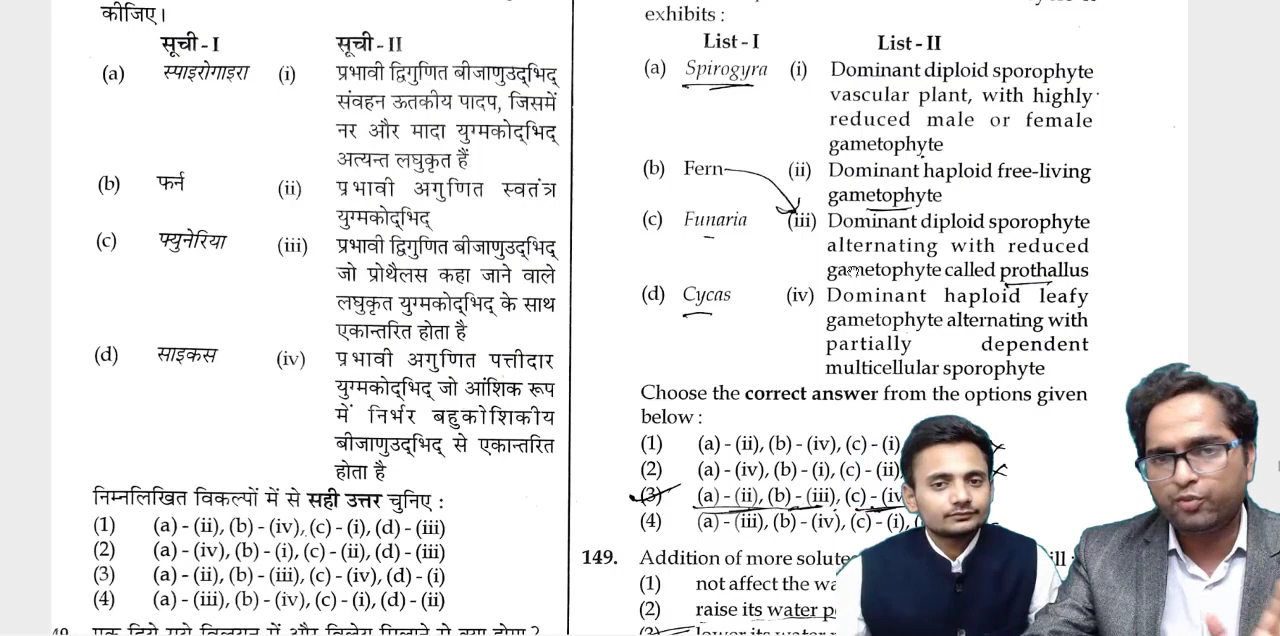 कीजिए।
सूची - I सूची - II
(a) स्पाइरोगाइरा (i) प्रभावी द्विगुणित बीजाणुउद्भिद्
संवहन ऊतकीय पादप, जिसमें
नर और मादा युग्मकोद्भिद्
अत्यन्त लघुकृत हैं
(b) फर्न (ii) प्रभावी अगुणित स्वतंत्र
युग्मकोद्भिद्
(c) फ्युनेरिया (iii) प्रभावी द्विगुणित बीजाणुउद्भिद्
जो प्रोथैलस कहा जाने वाले
लघुकृत युग्मकोद्भिद् के साथ
एकान्तरित होता है
(d) साइकस (iv) प्रभावी अगुणित पत्तीदार
युग्मकोद्भिद् जो आंशिक रूप
में निर्भर बहुकोशिकीय
बीजाणुउद्भिद् से एकान्तरित
होता है
निम्नलिखित विकल्पों में से सही उत्तर चुनिए :
(1) (a) - (ii), (b) - (iv), (c) - (i), (d) - (iii)
(2) (a) - (iv), (b) - (i), (c) - (ii), (d) - (iii)
(3) (a) - (ii), (b) - (iii), (c) - (iv), (d) - (i)
(4) (a) - (iii), (b) - (iv), (c) - (i), (d) - (ii)
एक दिये गये विलयन में और विलेय मिलाने से क्या होगा ?
exhibits :
List - I List - II
(a) Spirogyra (i) Dominant diploid sporophyte
vascular plant, with highly
reduced male or female
gametophyte
(b) Fern (ii) Dominant haploid free-living
gametophyte
(c) Funaria (iii) Dominant diploid sporophyte
alternating with reduced
gametophyte called prothallus
(d) Cycas (iv) Dominant haploid leafy
gametophyte alternating with
partially dependent
multicellular sporophyte
Choose the correct answer from the options given
below :
(1) (a) - (ii), (b) - (iv), (c) - (i),
(2) (a) - (iv), (b) - (i), (c) - (ii),
(3) (a) - (ii), (b) - (iii), (c) - (iv
(4) (a) - (iii), (b) - (iv), (c) - (i),
149. Addition of more solute
(1) not affect the wa
(2) raise its water p
lower its water